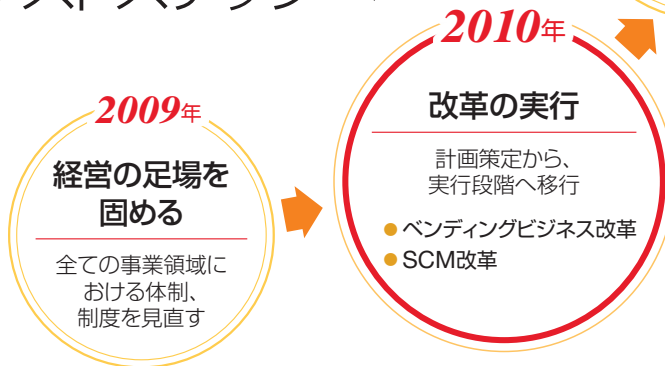 2009年
経営の足場を
固める
全ての事業領域に
おける体制、
制度を見直す
2010年
改革の実行
計画策定から、
実行段階へ移行
● ベンディングビジネス改革
● SCM改革